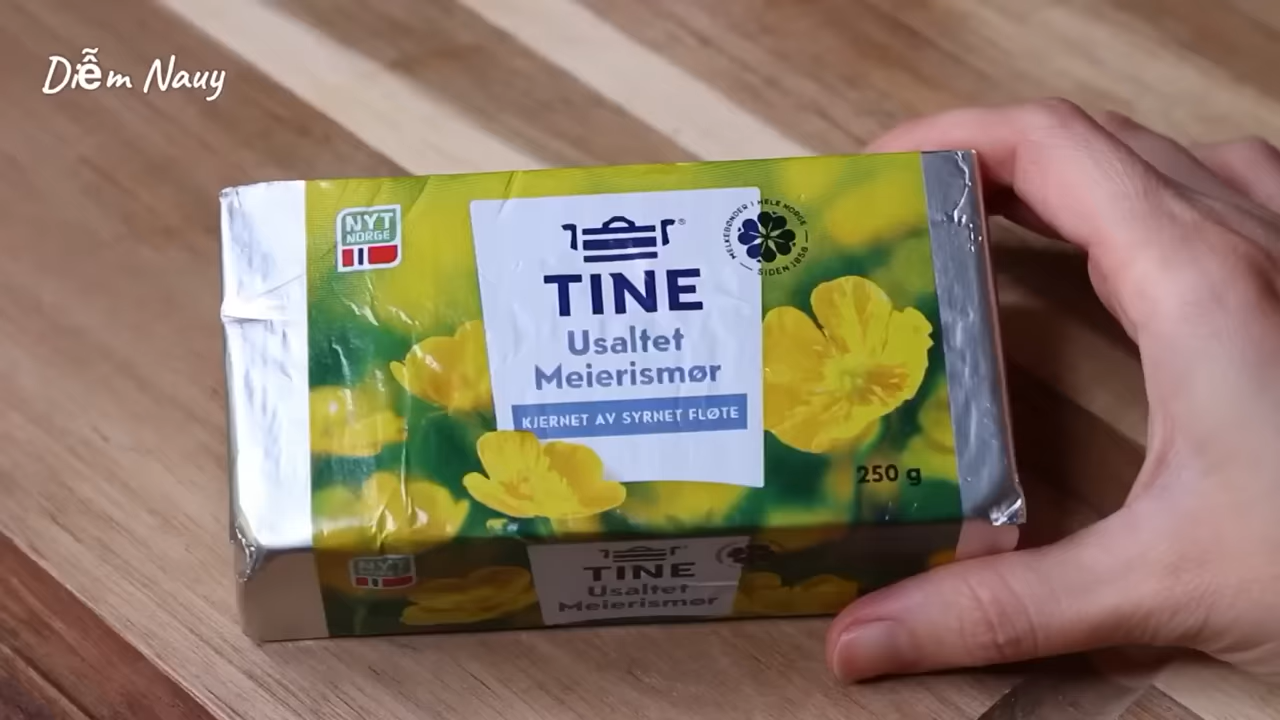 Diễm Nauy
NYT
NORGE
MELKEBØNDER I HELE NORGE
SIDEN 1856
®
TINE
Usaltet
Meierismør
KJERNET AV SYRNET FLØTE
250 g
NYT
TINE
Usaltet
Meierismør